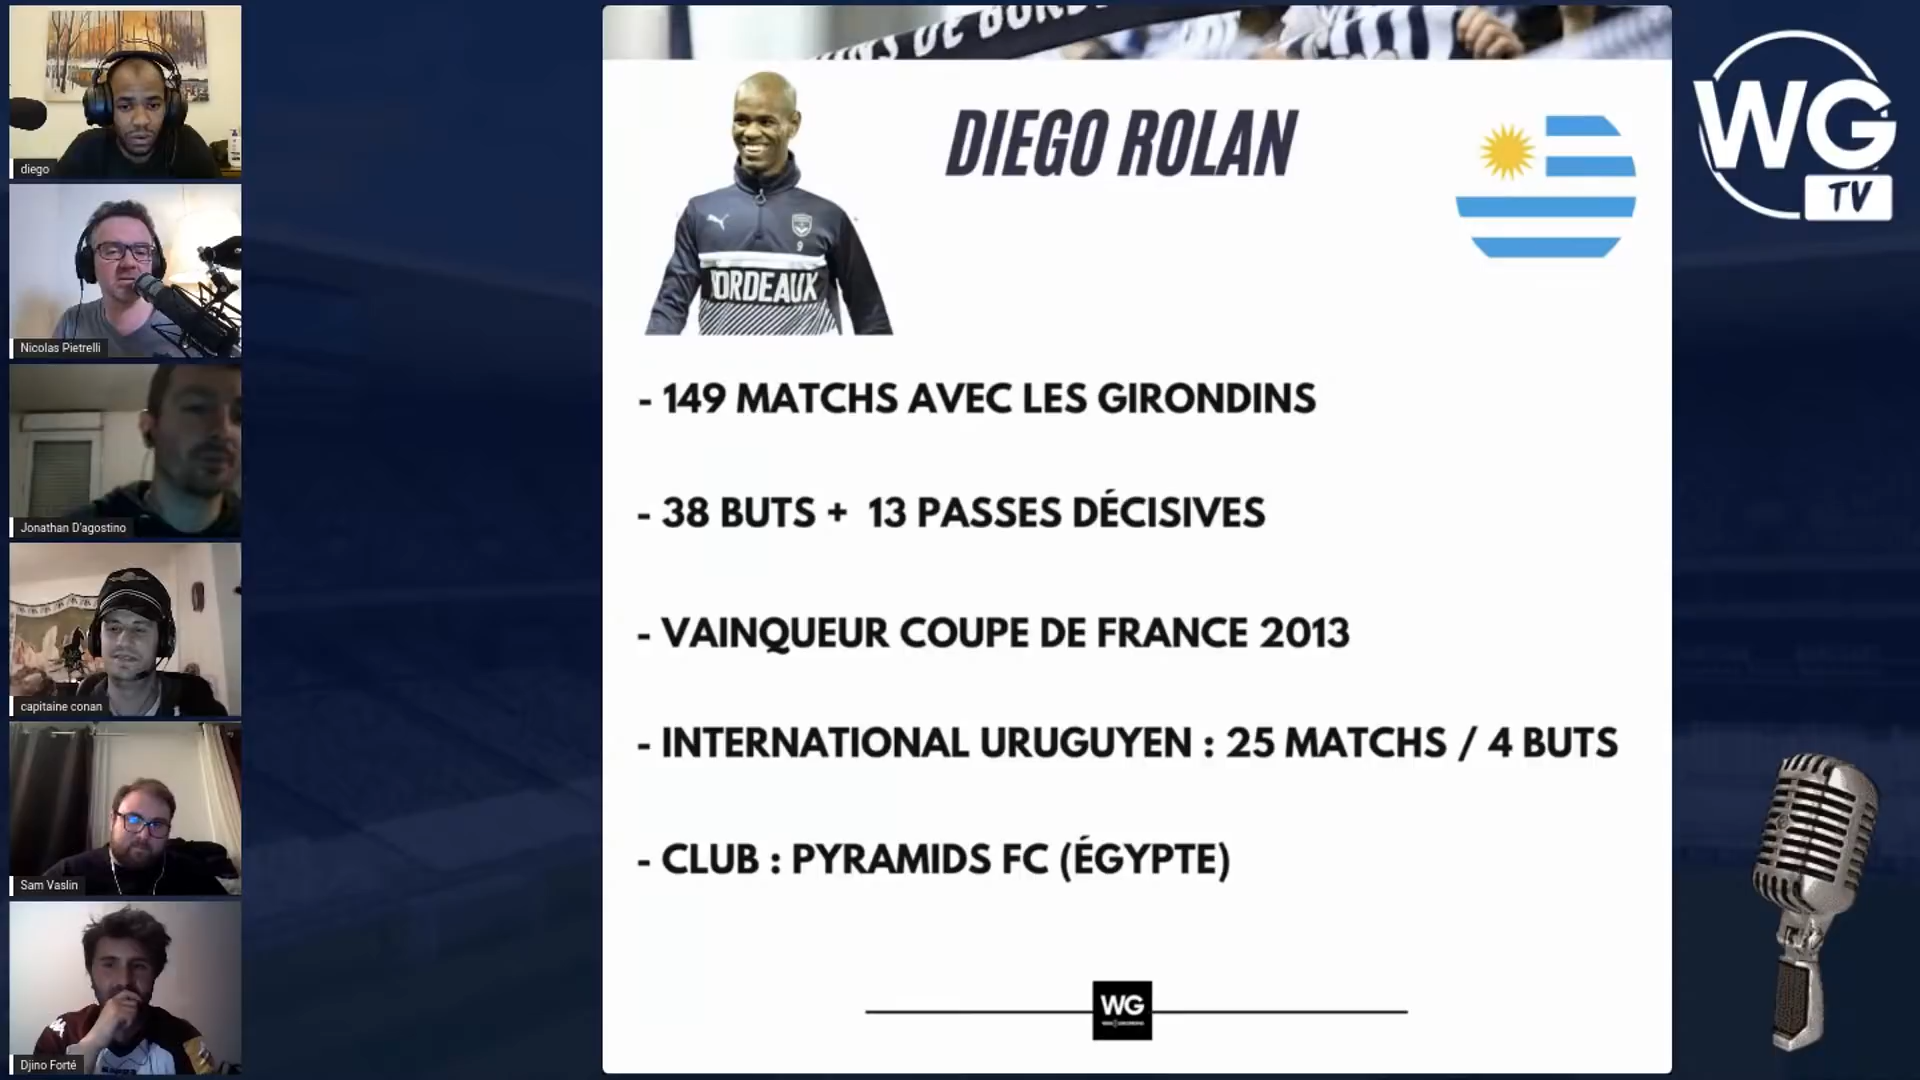 diego
Nicolas Pietrelli
Jonathan D'agostino
capitaine conan
Sam Vaslin
Djino Forté
DIEGO ROLAN
9
BORDEAUX
- 149 MATCHS AVEC LES GIRONDINS
- 38 BUTS + 13 PASSES DÉCISIVES
- VAINQUEUR COUPE DE FRANCE 2013
- INTERNATIONAL URUGUYEN : 25 MATCHS / 4 BUTS
- CLUB : PYRAMIDS FC (ÉGYPTE)
WG
WG
TV